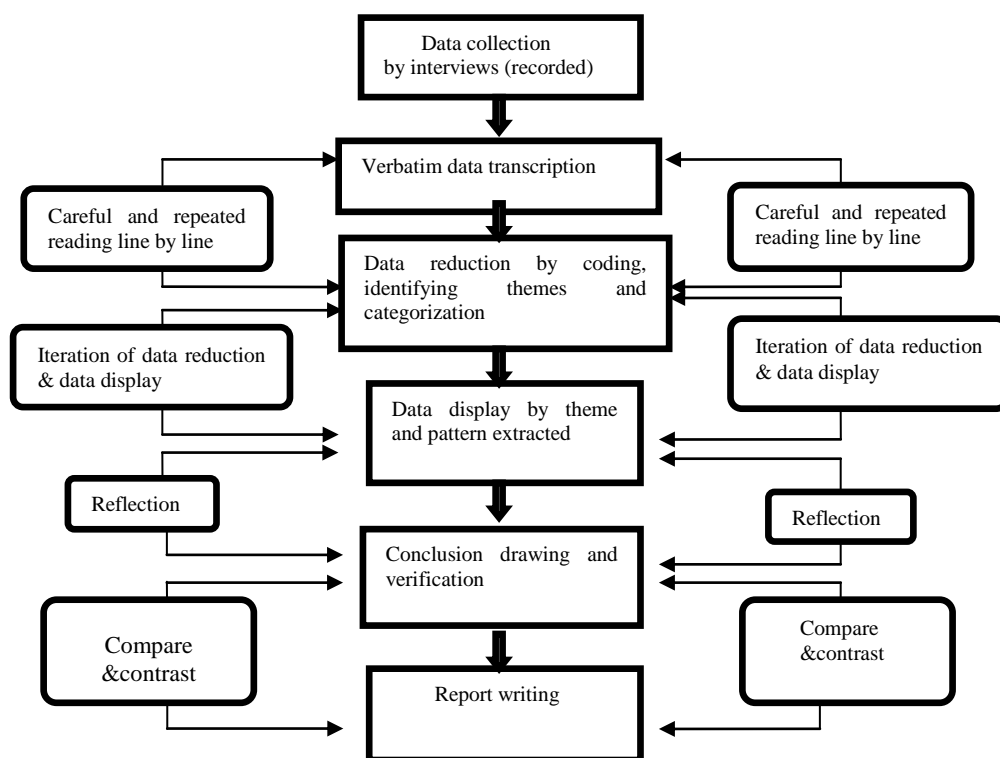 Data collection
by interviews (recorded)
Verbatim data transcription
Careful and repeated
reading line by line
Careful and repeated
reading line by line
Data reduction by coding,
identifying themes and
categorization
Iteration of data reduction
& data display
Iteration of data reduction
& data display
Data display by theme
and pattern extracted
Reflection
Reflection
Conclusion drawing and
verification
Compare
&contrast
Compare
&contrast
Report writing